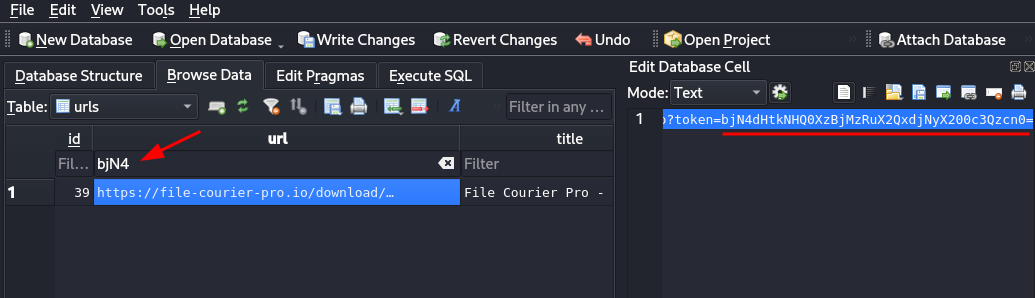 File Edit View Tools Help
New Database Open Database Write Changes Revert Changes Undo Open Project Attach Database
Database Structure Browse Data Edit Pragmas Execute SQL
Table: urls Filter in any ...
id url title
Fil... bjN4 Filter
1 39 https://file-courier-pro.io/download/… File Courier Pro -
Edit Database Cell
Mode: Text
1 ?token=bjN4dHtkNHQ0XzBjMzRuX2QxdjNyX200c3Qzcn0=